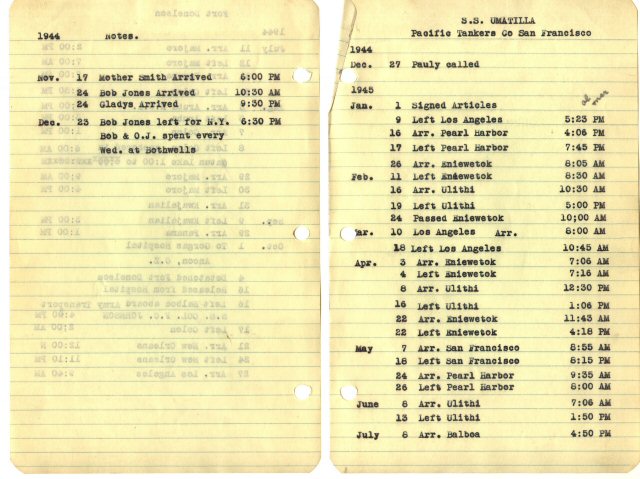 1944 Notes.
Nov. 17 Mother Smith Arrived 6:00 PM
24 Bob Jones Arrived 10:30 AM
24 Gladys Arrived 9:30 PM
Dec. 23 Bob Jones left for N.Y. 6:30 PM
Bob & O.J. spent every
Wed. at Bothwells
S.S. UMATILLA
Pacific Tankers Co San Francisco
1944
Dec. 27 Pauly called
1945
Jan. 1 Signed Articles
9 Left Los Angeles 5:23 PM
16 Arr. Pearl Harbor 4:06 PM
17 Left Pearl Harbor 7:45 PM
26 Arr. Eniewetok 8:05 AM
Feb. 11 Left Eniewetok 8:30 AM
16 Arr. Ulithi 10:30 AM
19 Left Ulithi 5:00 PM
24 Passed Eniewetok 10;00 AM
Mar. 10 Los Angeles Arr. 8:00 AM
18 Left Los Angeles 10:45 AM
Apr. 3 Arr. Eniewetok 7:06 AM
4 Left Eniewetok 7:16 AM
8 Arr. Ulithi 12:30 PM
16 Left Ulithi 1:06 PM
22 Arr. Eniewetok 11:43 AM
22 Left Eniewetok 4:18 PM
May 7 Arr. San Francisco 8:55 AM
18 Left San Francisco 8:15 PM
24 Arr. Pearl Harbor 9:35 AM
26 Left Pearl Harbor 8:00 AM
June 8 Arr. Ulithi 7:06 AM
13 Left Ulithi 1:50 PM
July 8 Arr. Balboa 4:50 PM